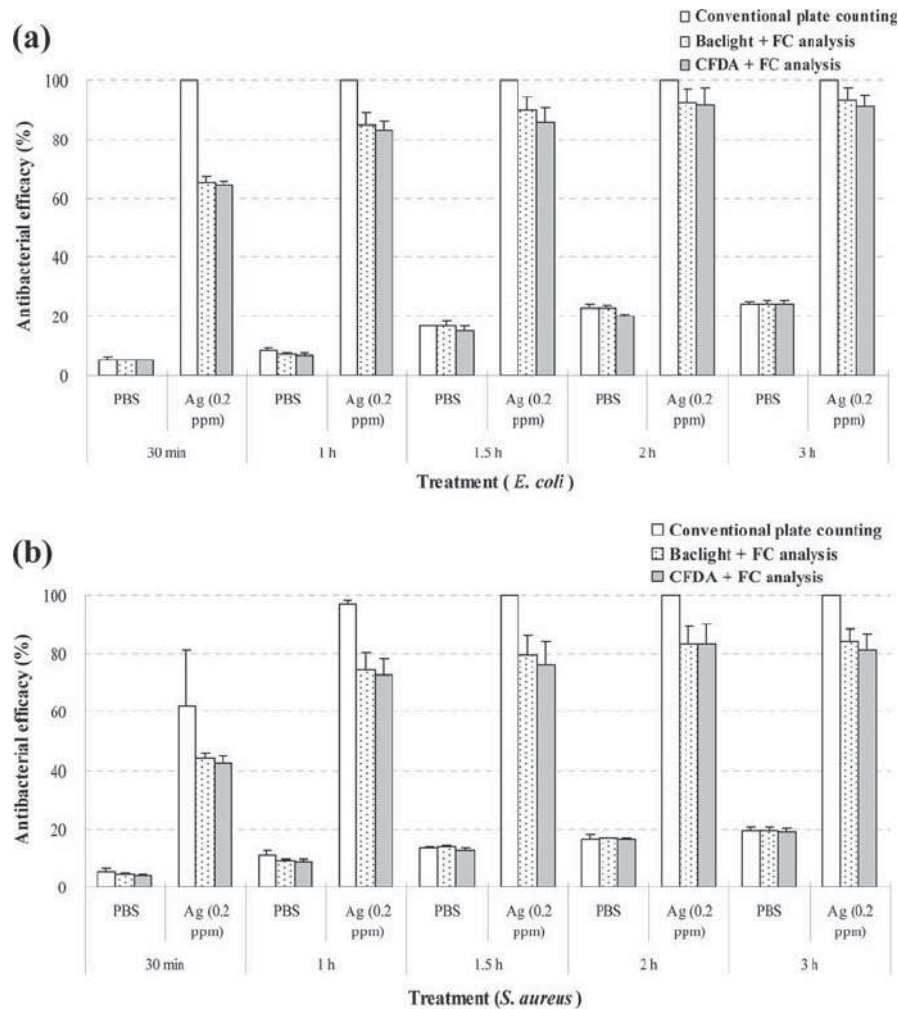 (a)
Conventional plate counting
Baclight + FC analysis
CFDA + FC analysis
Antibacterial efficacy (%)
100
80
60
40
20
0
PBS Ag (0.2 ppm) PBS Ag (0.2 ppm) PBS Ag (0.2 ppm) PBS Ag (0.2 ppm) PBS Ag (0.2 ppm)
30 min 1 h 1.5 h 2 h 3 h
Treatment ( E. coli )
(b)
Conventional plate counting
Baclight + FC analysis
CFDA + FC analysis
Antibacterial efficacy (%)
100
80
60
40
20
0
PBS Ag (0.2 ppm) PBS Ag (0.2 ppm) PBS Ag (0.2 ppm) PBS Ag (0.2 ppm) PBS Ag (0.2 ppm)
30 min 1 h 1.5 h 2 h 3 h
Treatment (S. aureus)